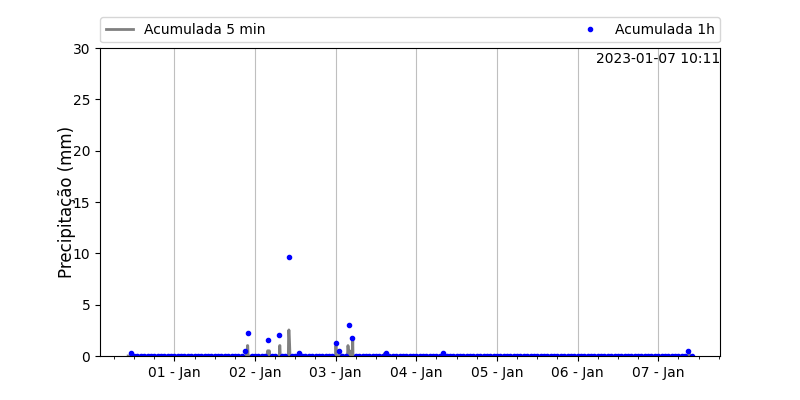 Acumulada 5 min
Acumulada 1h
2023-01-07 10:11
Precipitação (mm)
30
25
20
15
10
5
0
01 - Jan
02 - Jan
03 - Jan
04 - Jan
05 - Jan
06 - Jan
07 - Jan